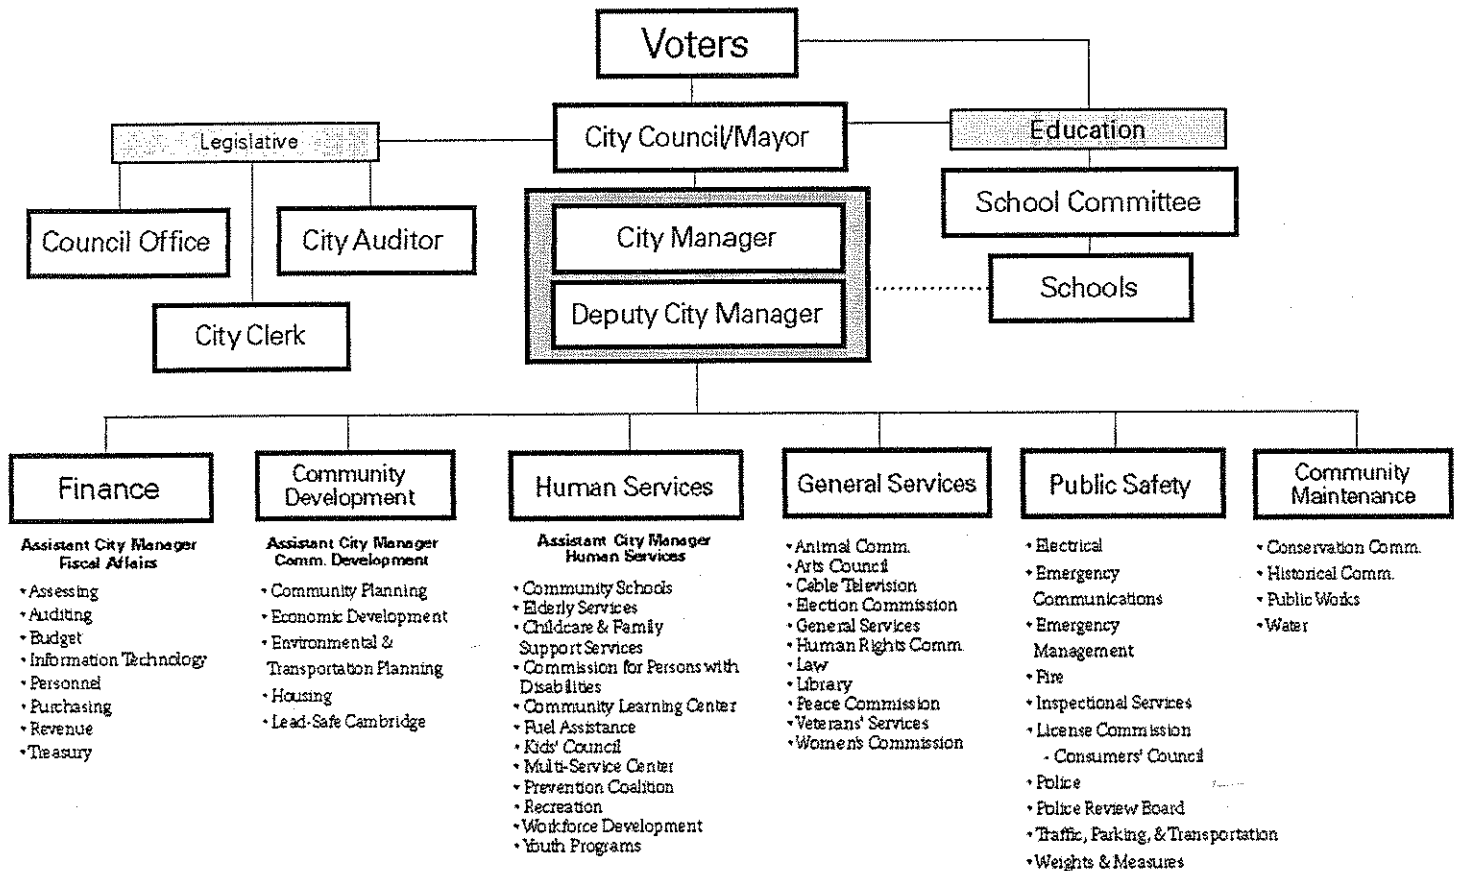 Voters
City Council/Mayor
Legislative
Education
Council Office
City Auditor
City Clerk
City Manager
Deputy City Manager
School Committee
Schools
Finance
Assistant City Manager
Fiscal Affairs
• Assessing
• Auditing
• Budget
• Information Technology
• Personnel
• Purchasing
• Revenue
• Treasury
Community
Development
Assistant City Manager
Comm. Development
• Community Planning
• Economic Development
• Environmental &
Transportation Planning
• Housing
• Lead-Safe Cambridge
Human Services
Assistant City Manager
Human Services
• Community Schools
• Elderly Services
• Childcare & Family
Support Services
• Commission for Persons with
Disabilities
• Community Learning Center
• Fuel Assistance
• Kids' Council
• Multi-Service Center
• Prevention Coalition
• Recreation
• Workforce Development
• Youth Programs
General Services
• Animal Comm.
• Arts Council
• Cable Television
• Election Commission
• General Services
• Human Rights Comm.
• Law
• Library
• Peace Commission
• Veterans' Services
• Women's Commission
Public Safety
• Electrical
• Emergency
Communications
• Emergency
Management
• Fire
• Inspectional Services
• License Commission
- Consumers' Council
• Police
• Police Review Board
• Traffic, Parking, & Transportation
• Weights & Measures
Community
Maintenance
• Conservation Comm.
• Historical Comm.
• Public Works
• Water